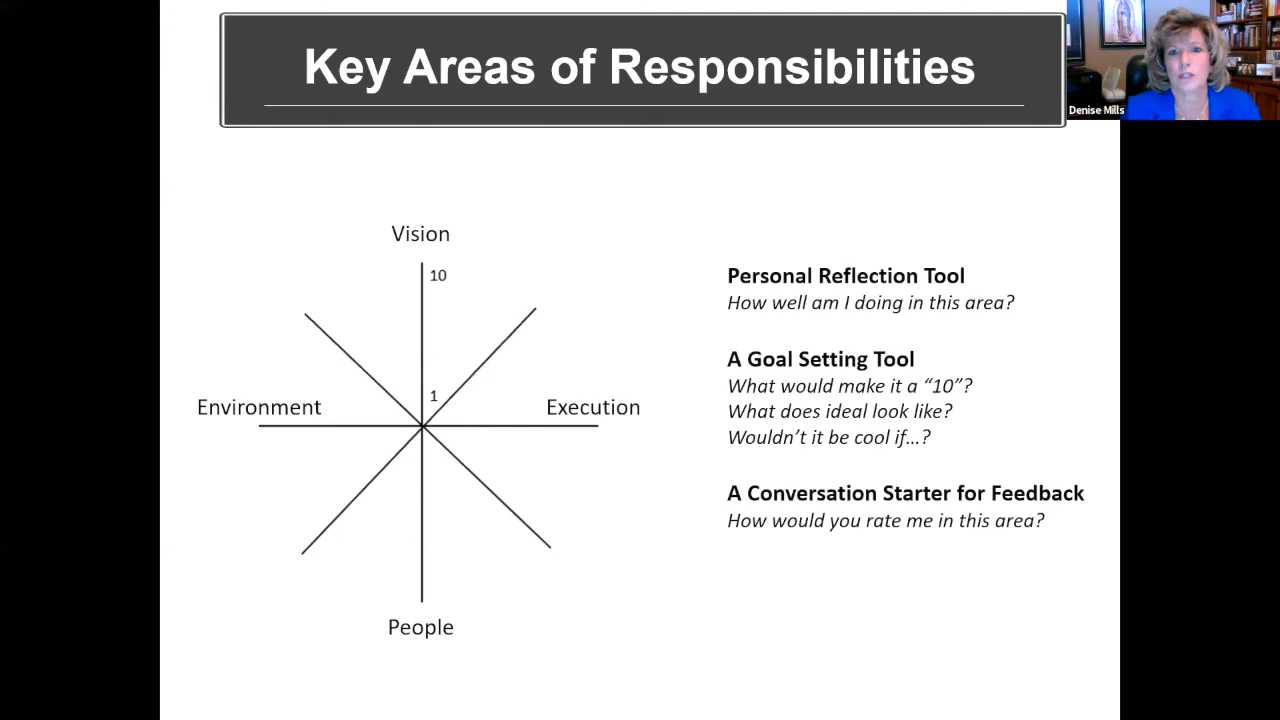 Key Areas of Responsibilities
Denise Mills
Vision
10
1
Environment
Execution
People
Personal Reflection Tool
How well am I doing in this area?
A Goal Setting Tool
What would make it a “10”?
What does ideal look like?
Wouldn’t it be cool if…?
A Conversation Starter for Feedback
How would you rate me in this area?